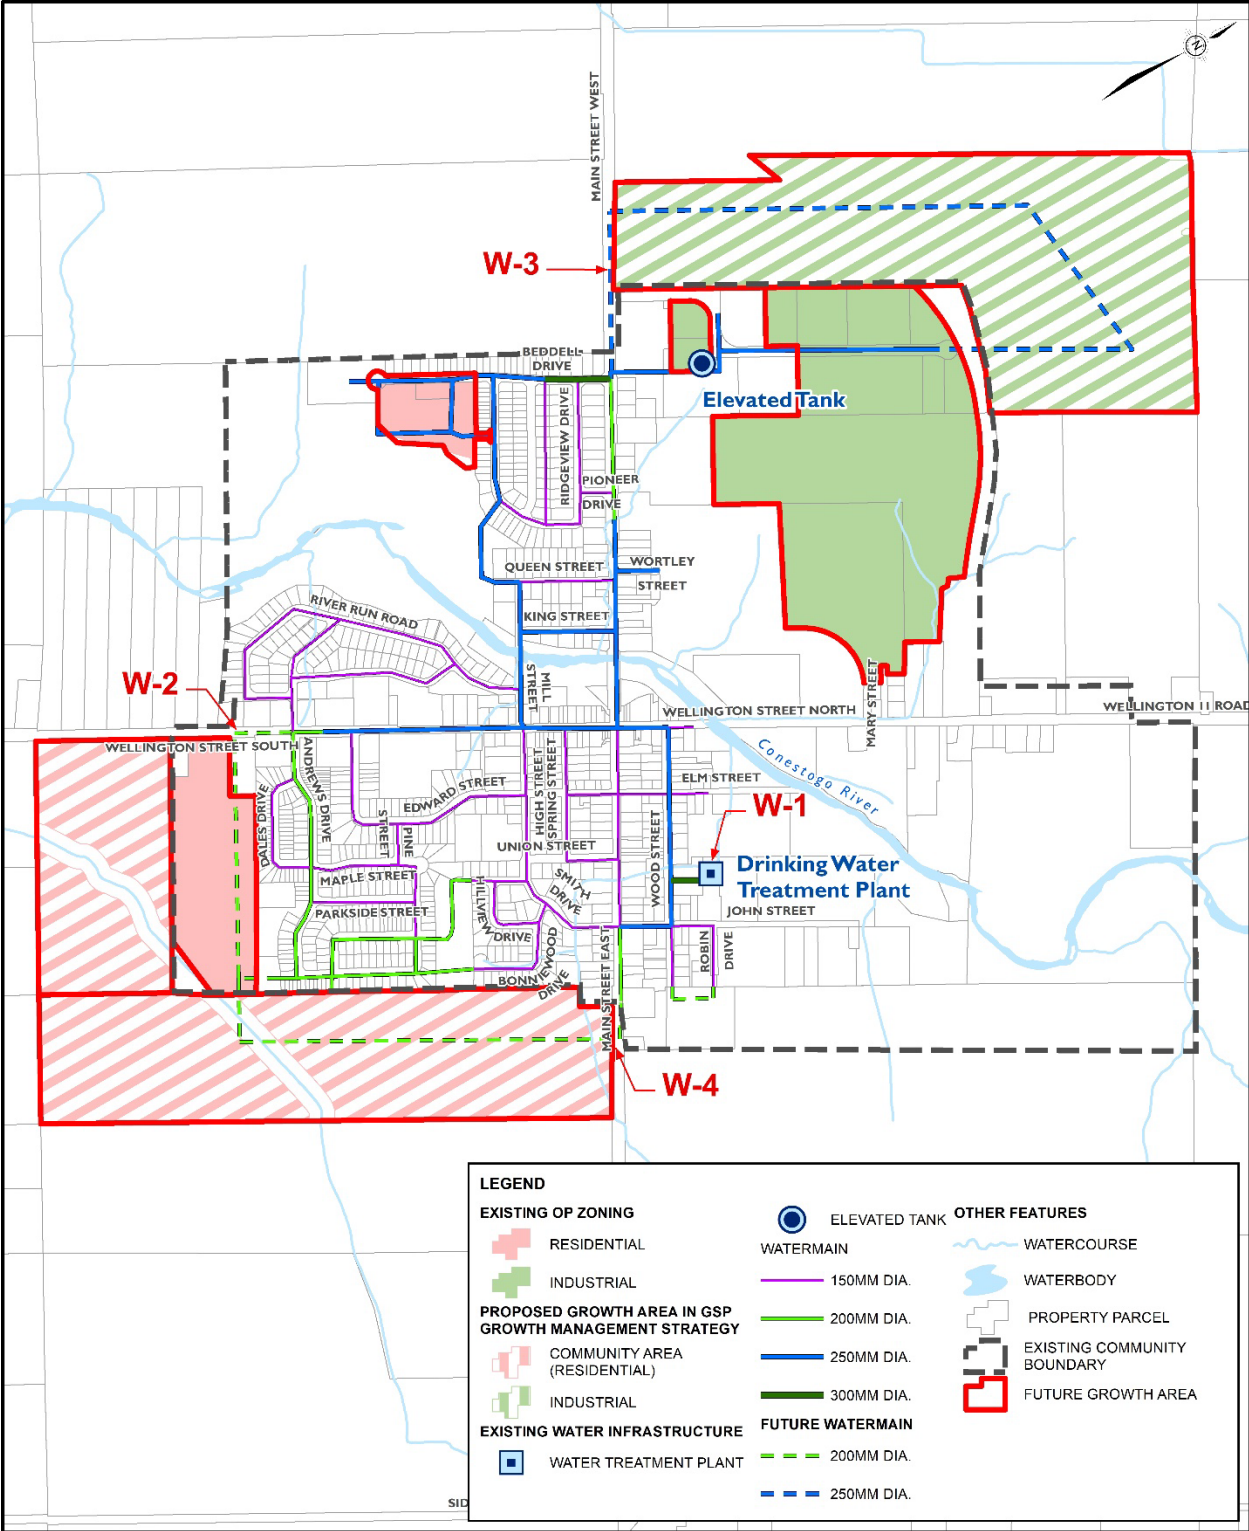 N
MAIN STREET WEST
W-3
BEDDELL
DRIVE
Elevated Tank
RIDGEVIEW DRIVE
PIONEER
DRIVE
QUEEN STREET
WORTLEY
STREET
KING STREET
RIVER RUN ROAD
MILL
STREET
W-2
WELLINGTON STREET NORTH
MARY STREET
WELLINGTON 11 ROAD
WELLINGTON STREET SOUTH
ANDREWS DRIVE
DALES DRIVE
EDWARD STREET
HIGH STREET
SPRING STREET
ELM STREET
Conestogo River
W-1
PINE
STREET
UNION STREET
WOOD STREET
Drinking Water
Treatment Plant
MAPLE STREET
SMITH
DRIVE
PARKSIDE STREET
HILLVIEW
DRIVE
JOHN STREET
ROBIN
DRIVE
BONNIEWOOD
DRIVE
MAIN STREET EAST
W-4
LEGEND
EXISTING OP ZONING
RESIDENTIAL
INDUSTRIAL
PROPOSED GROWTH AREA IN GSP
GROWTH MANAGEMENT STRATEGY
COMMUNITY AREA
(RESIDENTIAL)
INDUSTRIAL
EXISTING WATER INFRASTRUCTURE
WATER TREATMENT PLANT
ELEVATED TANK
WATERMAIN
150MM DIA.
200MM DIA.
250MM DIA.
300MM DIA.
FUTURE WATERMAIN
200MM DIA.
250MM DIA.
OTHER FEATURES
WATERCOURSE
WATERBODY
PROPERTY PARCEL
EXISTING COMMUNITY
BOUNDARY
FUTURE GROWTH AREA
SID